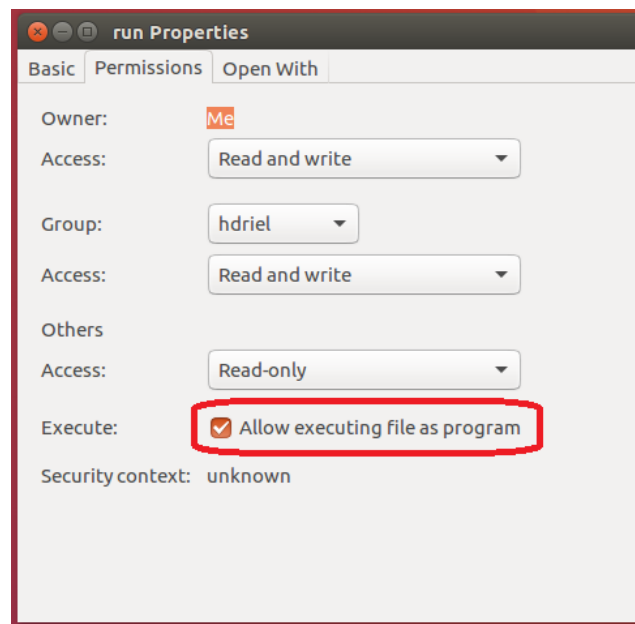 run Properties
Basic Permissions Open With
Owner: Me
Access: Read and write
Group: hdriel
Access: Read and write
Others
Access: Read-only
Execute: Allow executing file as program
Security context: unknown